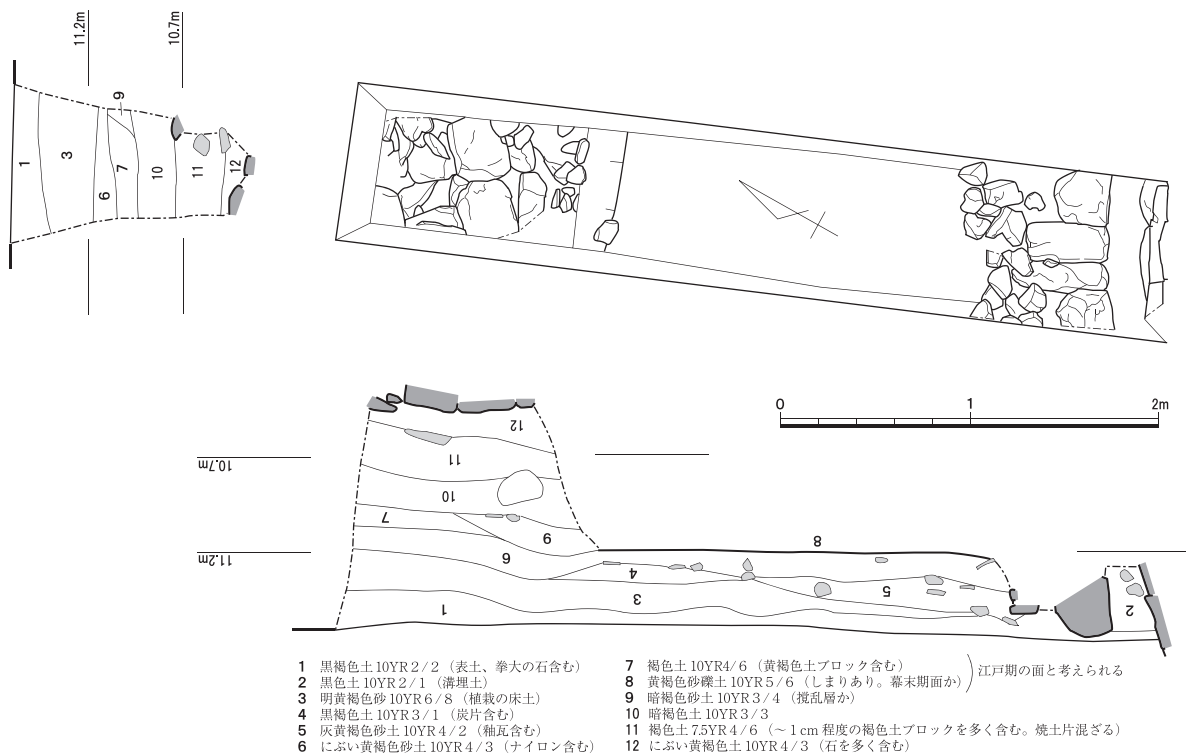 11.2m
10.7m
1
3
6
7
9
10
11
12
0 1 2m
12
11
10
7
9
6
8
4
5
3
1
2
10.7m
11.2m
1 黒褐色土 10YR 2/2（表土、拳大の石含む）
2 黒色土 10YR 2/1（溝埋土）
3 明黄褐色砂 10YR 6/8（植栽の床土）
4 黒褐色土 10YR 3/1（炭片含む）
5 灰黄褐色砂土 10YR 4/2（釉瓦含む）
6 にぶい黄褐色砂土 10YR 4/3（ナイロン含む）
7 褐色土 10YR4/6（黄褐色土ブロック含む）
8 黄褐色砂礫土 10YR 5/6（しまりあり。幕末期面か）
江戸期の面と考えられる
9 暗褐色砂土 10YR 3/4（撹乱層か）
10 暗褐色土 10YR 3/3
11 褐色土 7.5YR 4/6（～1cm 程度の褐色土ブロックを多く含む。焼土片混ざる）
12 にぶい黄褐色土 10YR 4/3（石を多く含む）